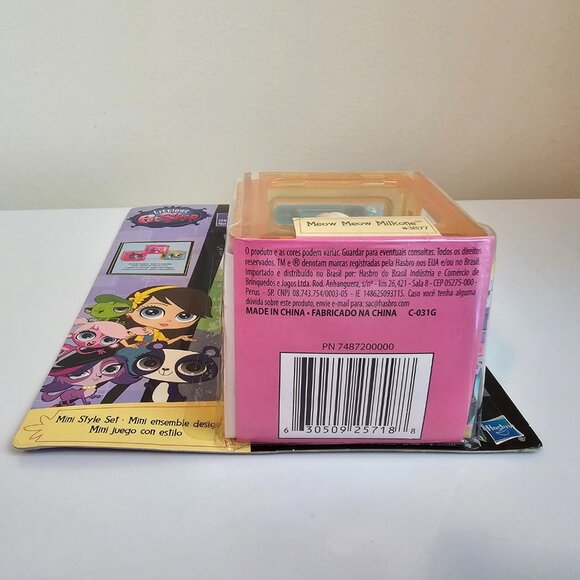 LITTLEST
PetShop
Meow Meow Milkone™
#3577
O produto e as cores podem variar. Guardar para eventuais consultas. Todos os direitos
reservados. TM e ® denotam marcas registradas pela Hasbro nos EUA e/ou no Brasil
Importado e distribuído no Brasil por: Hasbro do Brasil Indústria e Comércio de
Brinquedos e Jogos Ltda. Rod. Anhanguera, s/nº - km 26,421 - Sala 8 - CEP 05275-000 –
Perus – SP. CNPJ 08.743.754/0003-05 - IE 148625093115. Caso você tenha alguma
dúvida sobre este produto, envie e-mail para: sac@hasbro.com
MADE IN CHINA • FABRICADO NA CHINA C-031G
PN 7487200000
6 30509 25718 8
Mini Style Set · Mini ensemble desig
Mini juego con estilo
Hasbro